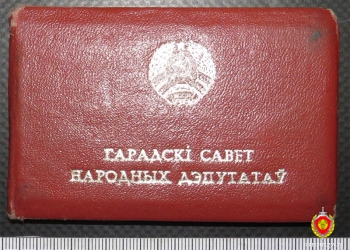 ГАРАДСКІ САВЕТ
НАРОДНЫХ ДЭПУТАТАЎ